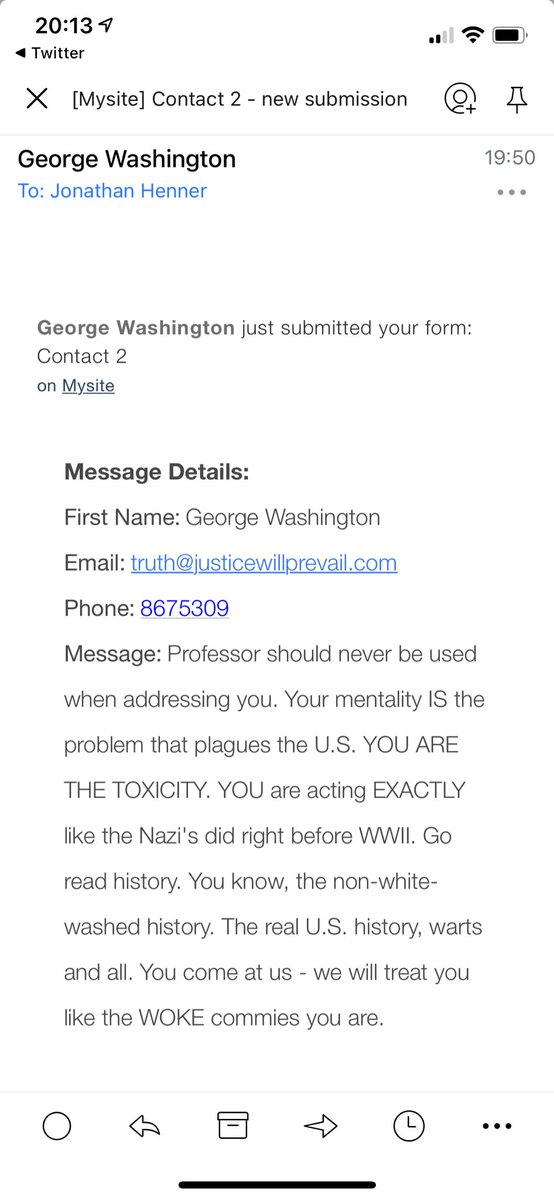 20:13
◀ Twitter
[Mysite] Contact 2 - new submission
George Washington
19:50
To: Jonathan Henner
George Washington just submitted your form:
Contact 2
on Mysite
Message Details:
First Name: George Washington
Email: truth@justicewillprevail.com
Phone: 8675309
Message: Professor should never be used
when addressing you. Your mentality IS the
problem that plagues the U.S. YOU ARE
THE TOXICITY. YOU are acting EXACTLY
like the Nazi's did right before WWII. Go
read history. You know, the non-white-
washed history. The real U.S. history, warts
and all. You come at us - we will treat you
like the WOKE commies you are.